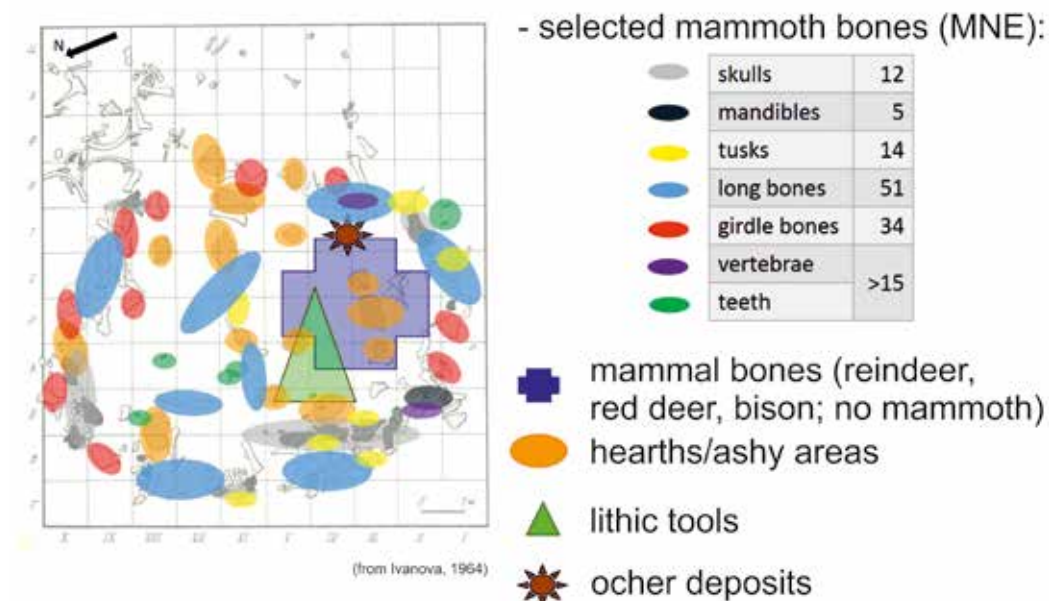 N
- selected mammoth bones (MNE):
skulls 12
mandibles 5
tusks 14
long bones 51
girdle bones 34
vertebrae
>15
teeth
mammal bones (reindeer,
red deer, bison; no mammoth)
hearths/ashy areas
lithic tools
ocher deposits
(from Ivanova, 1964)